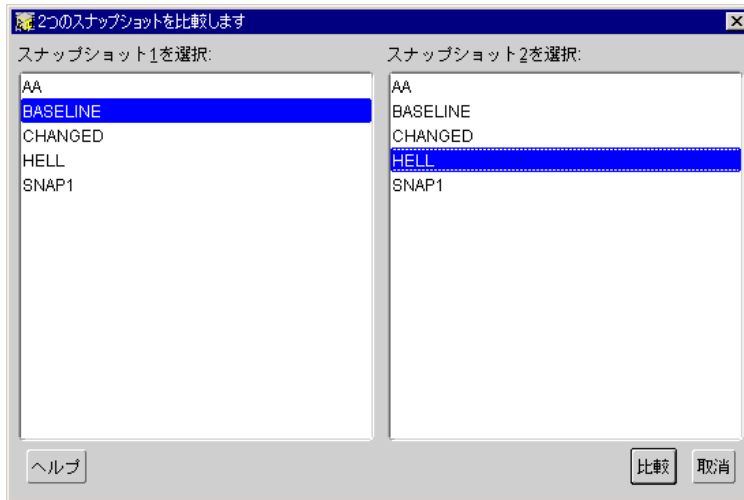 2つのスナップショットを比較します
スナップショット1を選択:
スナップショット2を選択:
AA
BASELINE
CHANGED
HELL
SNAP1
AA
BASELINE
CHANGED
HELL
SNAP1
ヘルプ
比較
取消